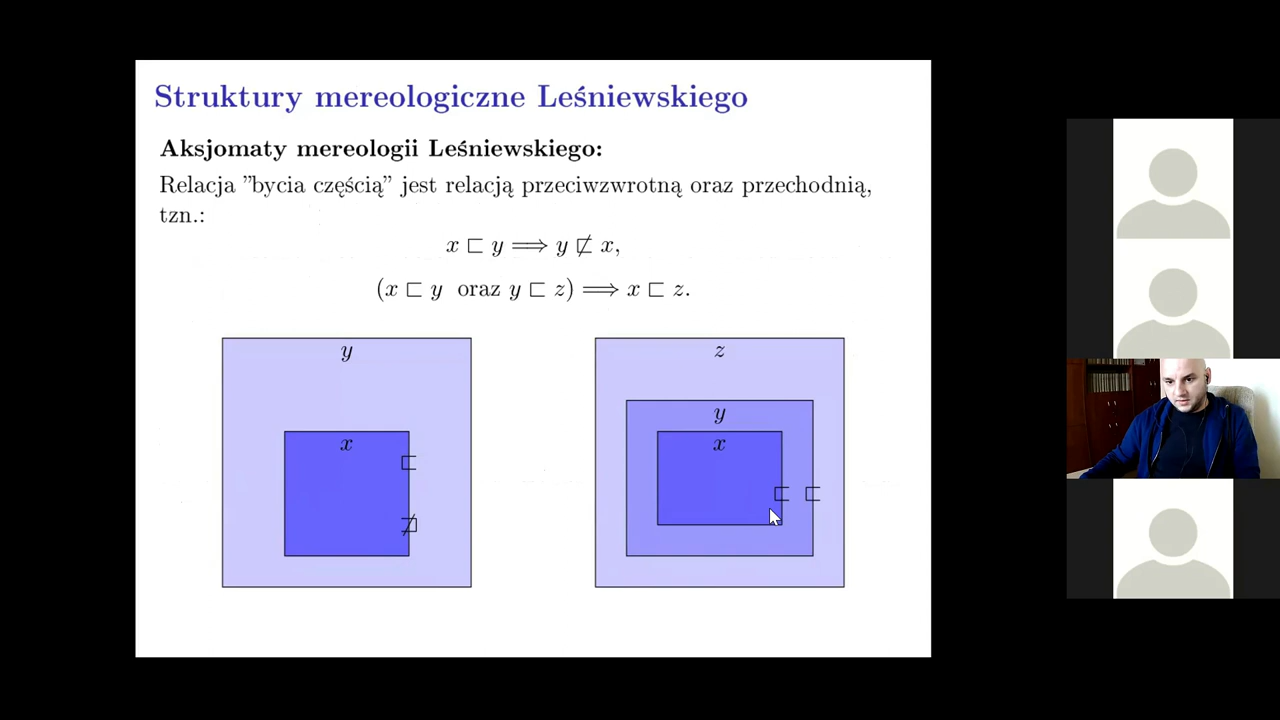 Struktury mereologiczne Leśniewskiego
Aksjomaty mereologii Leśniewskiego:
Relacja ”bycia częścią” jest relacją przeciwzwrotną oraz przechodnią,
tzn.:
x ⊏ y ⟹ y ⊏̸ x,
(x ⊏ y oraz y ⊏ z) ⟹ x ⊏ z.
y
x
⊏
⊐̸
z
y
x
⊏ ⊏